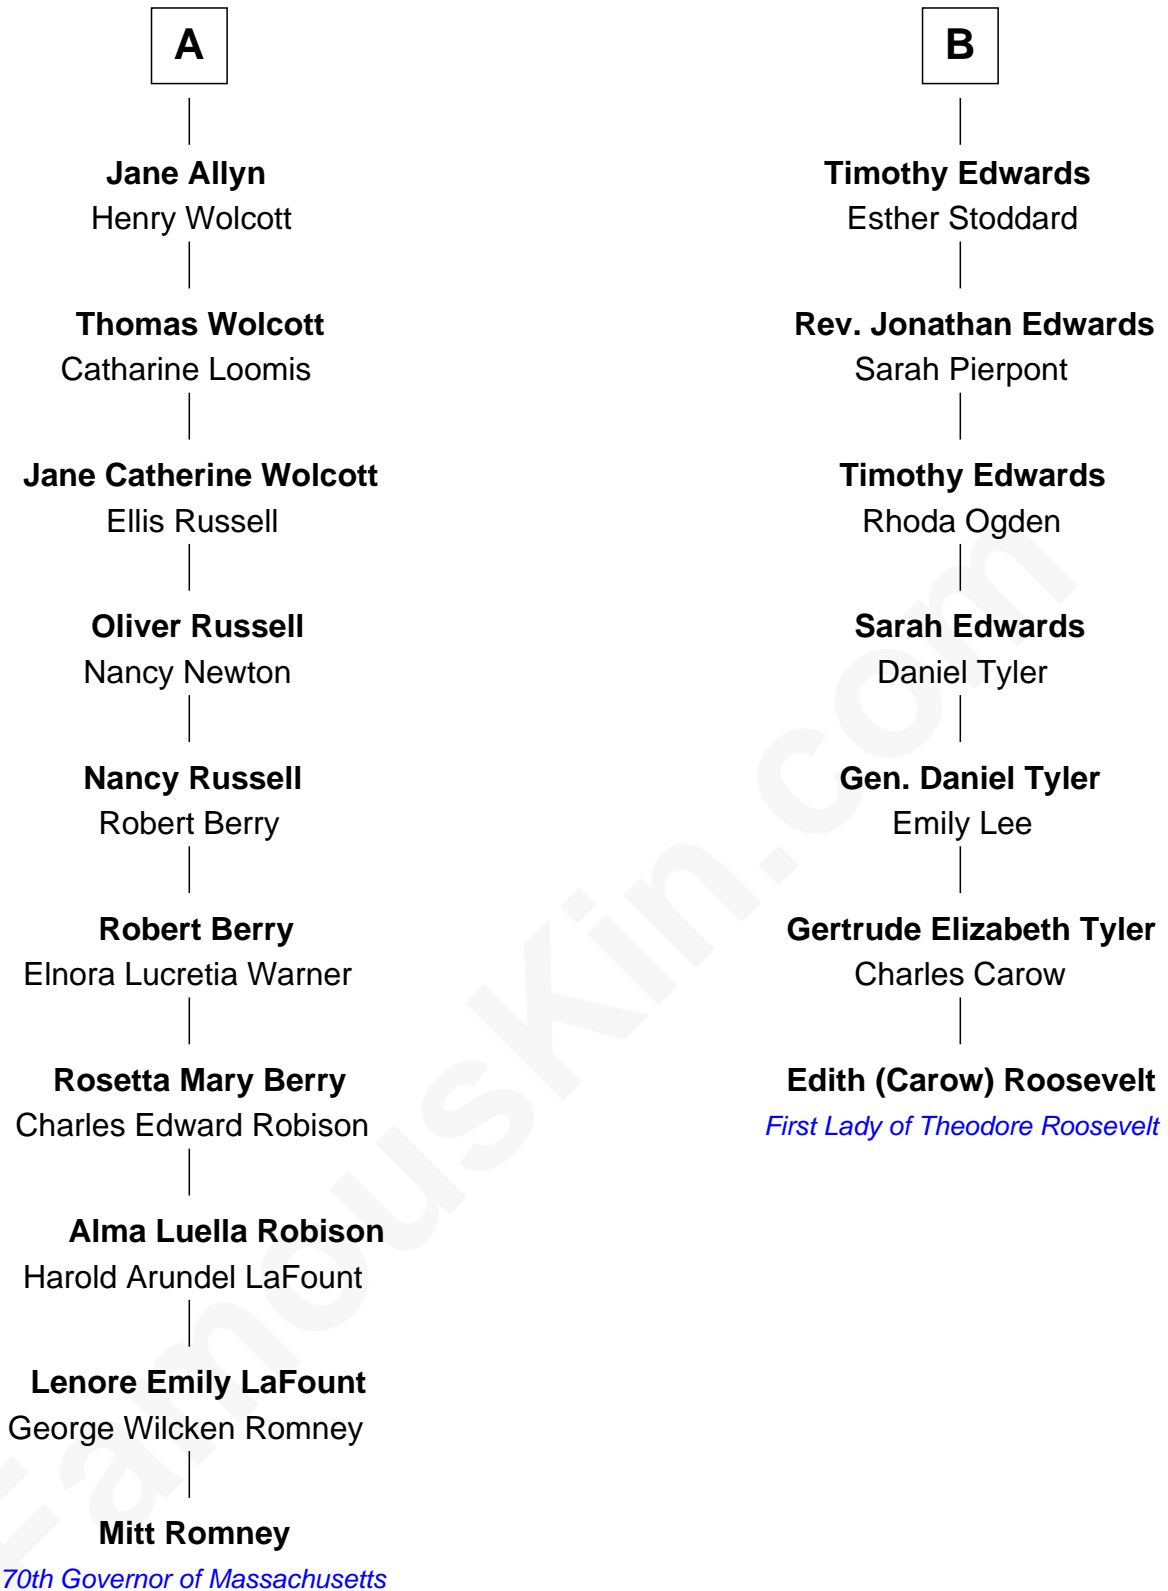 A
Jane Allyn
Henry Wolcott
Thomas Wolcott
Catharine Loomis
Jane Catherine Wolcott
Ellis Russell
Oliver Russell
Nancy Newton
Nancy Russell
Robert Berry
Robert Berry
Elnora Lucretia Warner
Rosetta Mary Berry
Charles Edward Robison
Alma Luella Robison
Harold Arundel LaFount
Lenore Emily LaFount
George Wilcken Romney
Mitt Romney
70th Governor of Massachusetts
B
Timothy Edwards
Esther Stoddard
Rev. Jonathan Edwards
Sarah Pierpont
Timothy Edwards
Rhoda Ogden
Sarah Edwards
Daniel Tyler
Gen. Daniel Tyler
Emily Lee
Gertrude Elizabeth Tyler
Charles Carow
Edith (Carow) Roosevelt
First Lady of Theodore Roosevelt
FamousKin.com